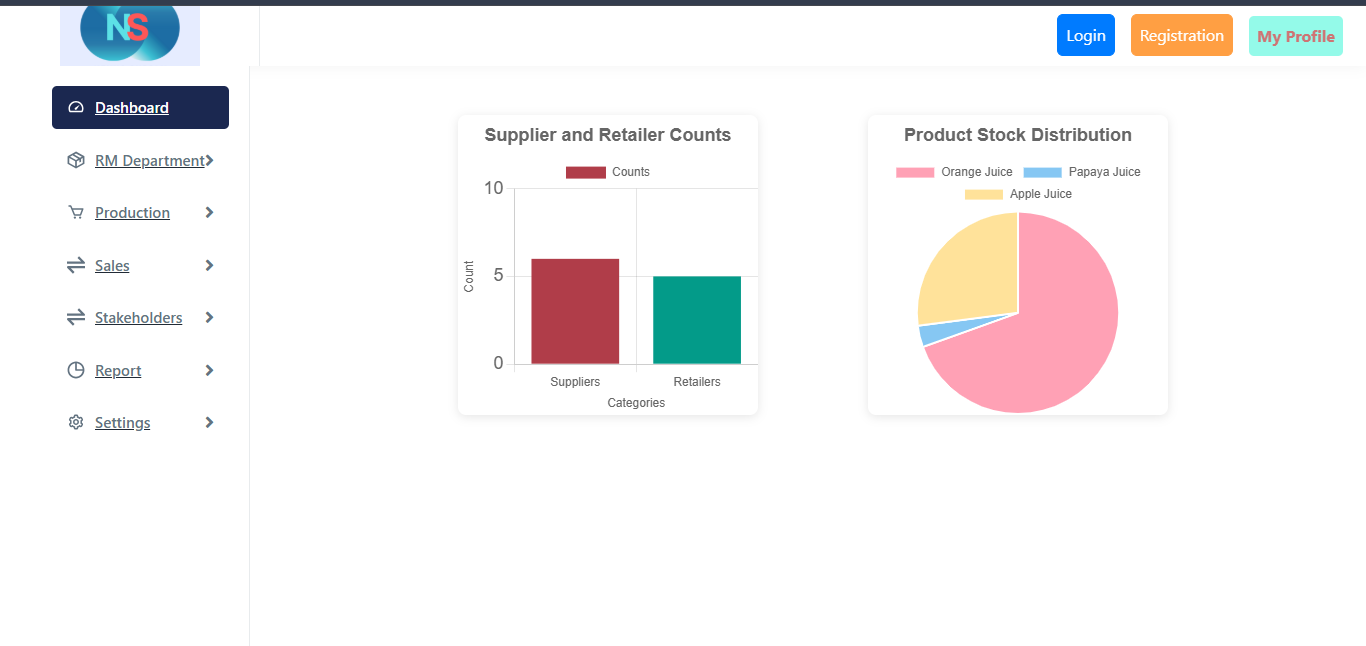 NS
Login
Registration
My Profile
Dashboard
RM Department
Production
Sales
Stakeholders
Report
Settings
Supplier and Retailer Counts
Counts
10
5
0
Count
Suppliers Retailers
Categories
Product Stock Distribution
Orange Juice Papaya Juice
Apple Juice